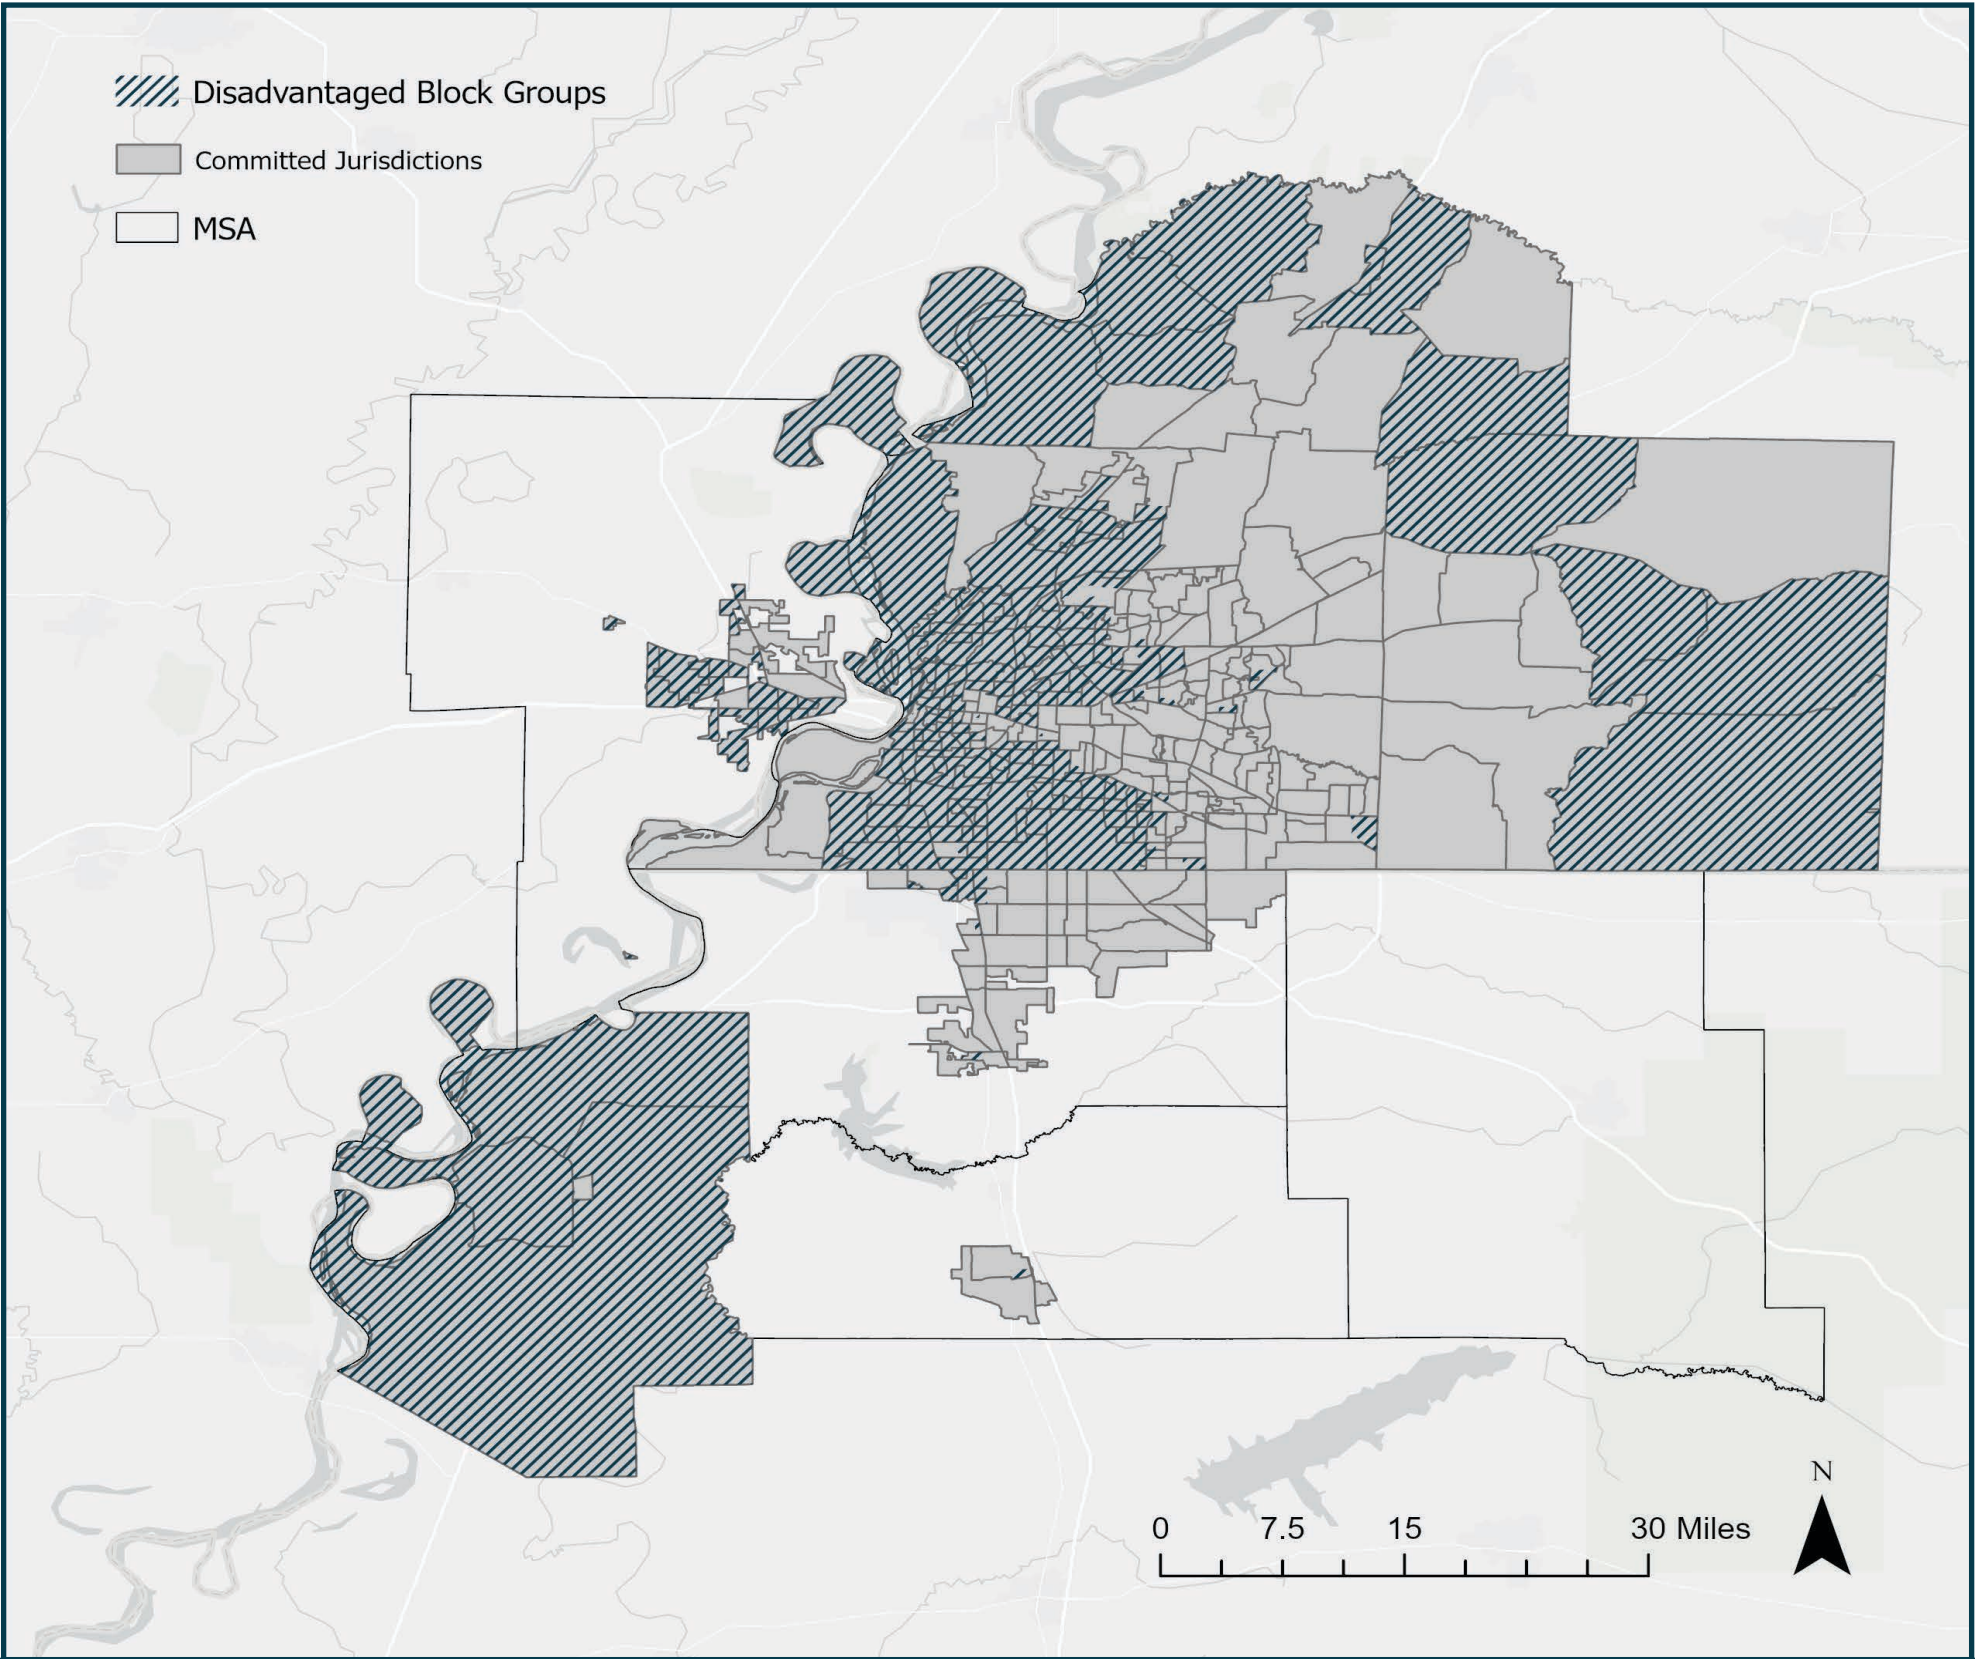 Disadvantaged Block Groups
Committed Jurisdictions
MSA
N
0 7.5 15 30 Miles